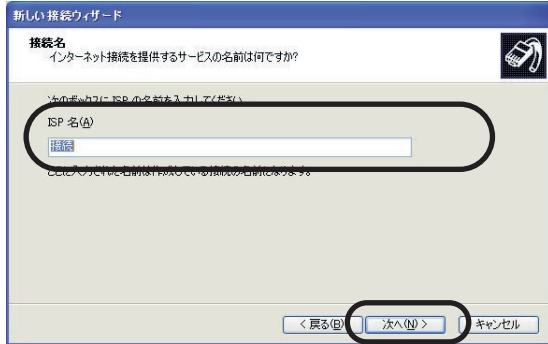 新しい接続ウィザード
接続名
インターネット接続を提供するサービスの名前は何ですか?
次のボックスに ISP の名前を入力してください
ISP 名(A)
接続
ここに入力された名前は作成している接続の名前になります。
< 戻る(B)
次へ(N) >
キャンセル